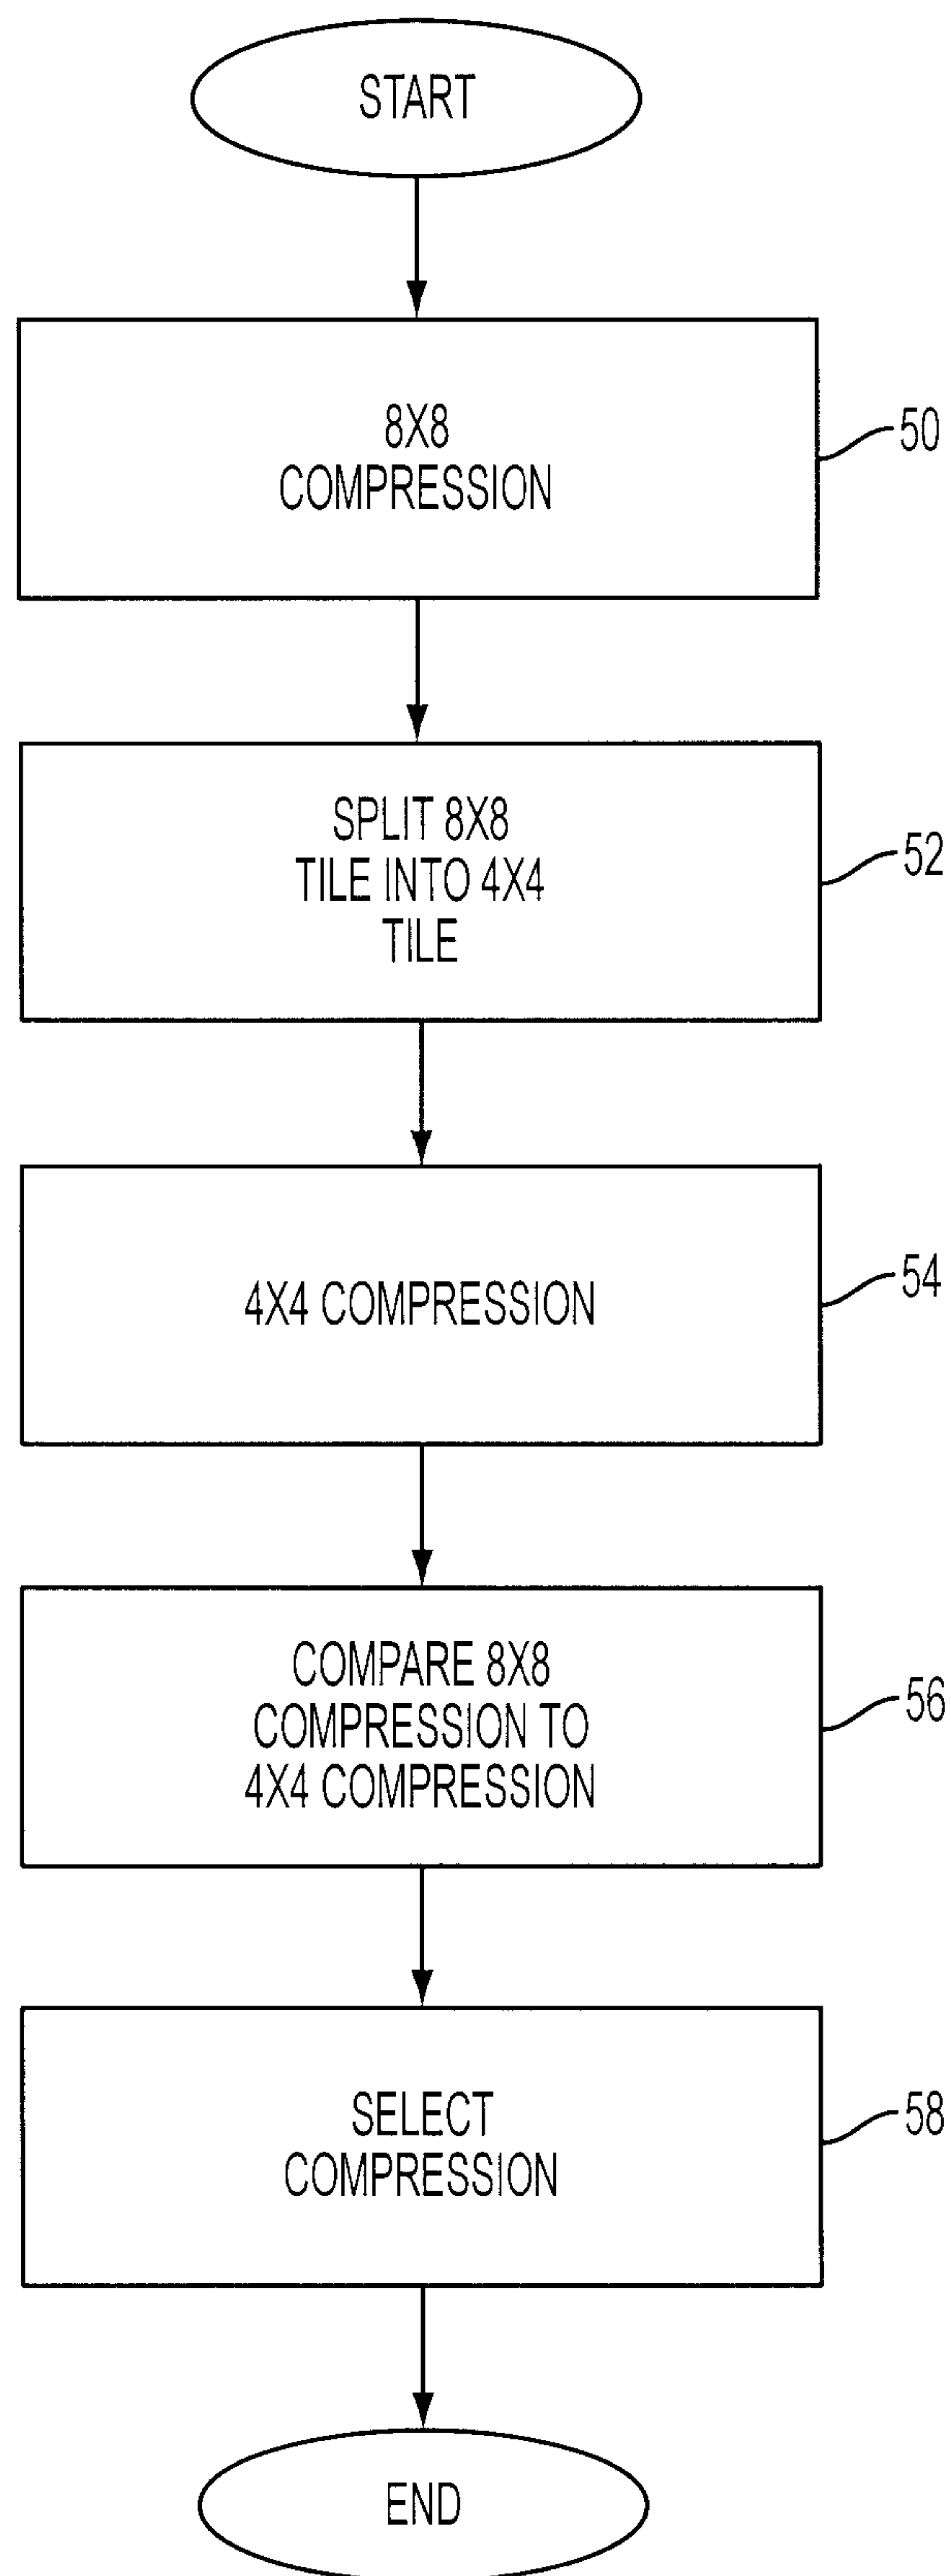 START
8X8
COMPRESSION
50
SPLIT 8X8
TILE INTO 4X4
TILE
52
4X4 COMPRESSION
54
COMPARE 8X8
COMPRESSION TO
4X4 COMPRESSION
56
SELECT
COMPRESSION
58
END